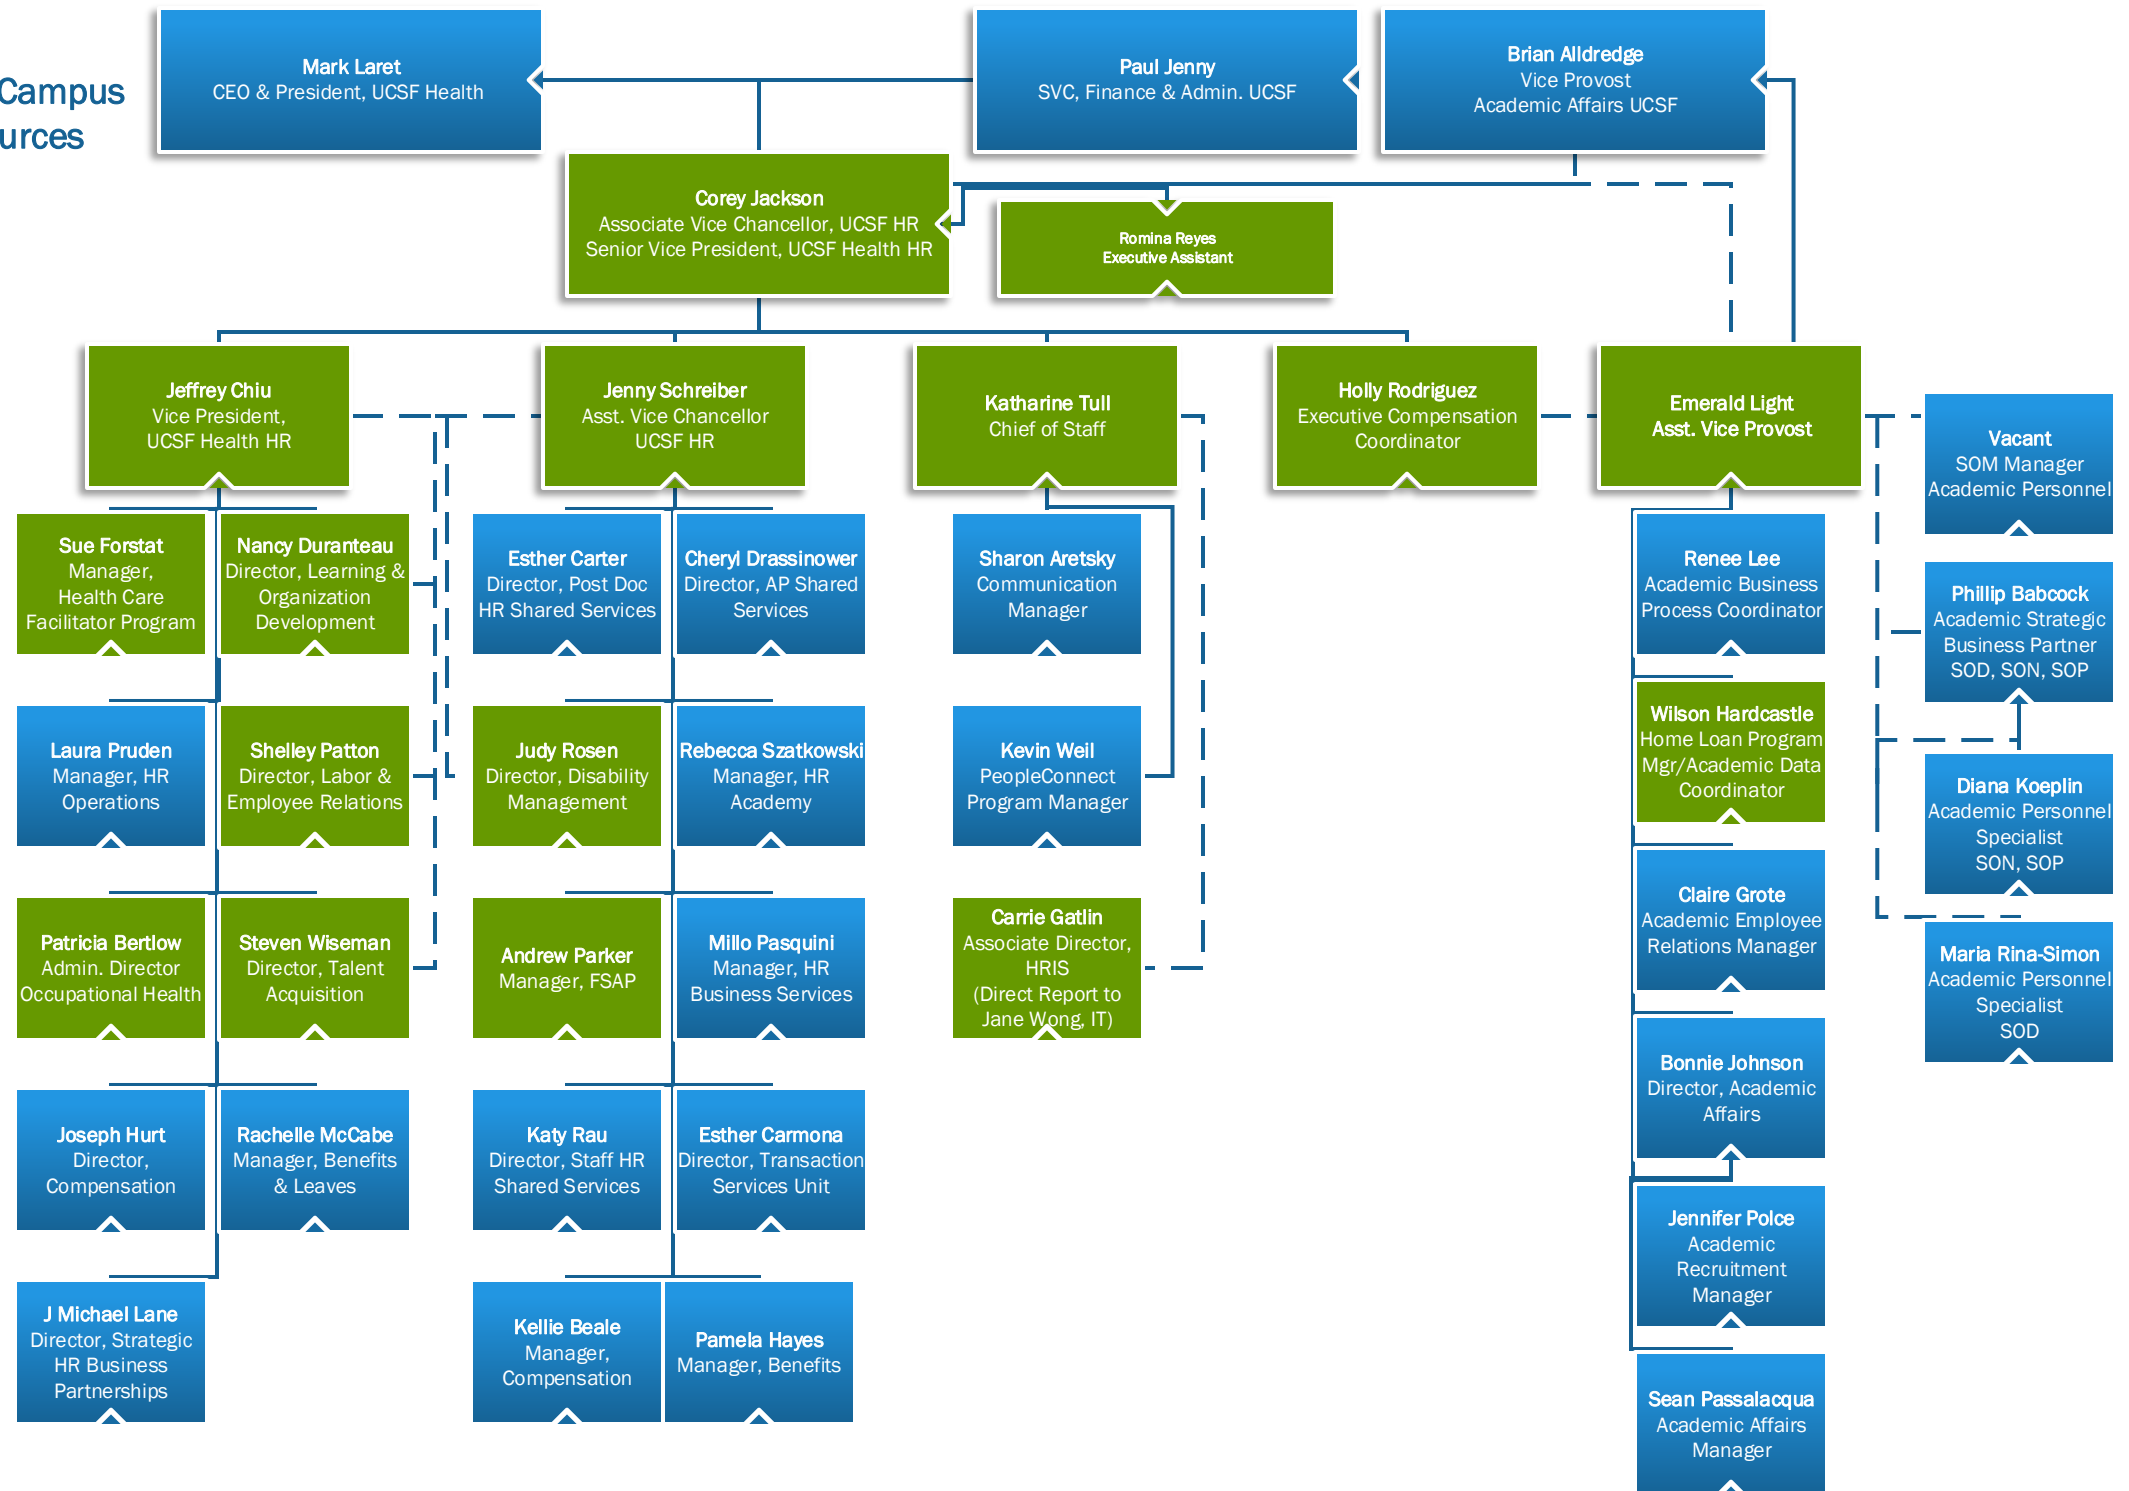 Campus
urces
Mark Laret
CEO & President, UCSF Health
Paul Jenny
SVC, Finance & Admin. UCSF
Brian Alldredge
Vice Provost
Academic Affairs UCSF
Corey Jackson
Associate Vice Chancellor, UCSF HR
Senior Vice President, UCSF Health HR
Romina Reyes
Executive Assistant
Jeffrey Chiu
Vice President,
UCSF Health HR
Jenny Schreiber
Asst. Vice Chancellor
UCSF HR
Katharine Tull
Chief of Staff
Holly Rodriguez
Executive Compensation
Coordinator
Emerald Light
Asst. Vice Provost
Vacant
SOM Manager
Academic Personnel
Sue Forstat
Manager,
Health Care
Facilitator Program
Nancy Duranteau
Director, Learning &
Organization
Development
Esther Carter
Director, Post Doc
HR Shared Services
Cheryl Drassinower
Director, AP Shared
Services
Sharon Aretsky
Communication
Manager
Renee Lee
Academic Business
Process Coordinator
Phillip Babcock
Academic Strategic
Business Partner
SOD, SON, SOP
Laura Pruden
Manager, HR
Operations
Shelley Patton
Director, Labor &
Employee Relations
Judy Rosen
Director, Disability
Management
Rebecca Szatkowski
Manager, HR
Academy
Kevin Weil
PeopleConnect
Program Manager
Wilson Hardcastle
Home Loan Program
Mgr/Academic Data
Coordinator
Diana Koeplin
Academic Personnel
Specialist
SON, SOP
Patricia Bertlow
Admin. Director
Occupational Health
Steven Wiseman
Director, Talent
Acquisition
Andrew Parker
Manager, FSAP
Millo Pasquini
Manager, HR
Business Services
Carrie Gatlin
Associate Director,
HRIS
(Direct Report to
Jane Wong, IT)
Claire Grote
Academic Employee
Relations Manager
Maria Rina-Simon
Academic Personnel
Specialist
SOD
Joseph Hurt
Director,
Compensation
Rachelle McCabe
Manager, Benefits
& Leaves
Katy Rau
Director, Staff HR
Shared Services
Esther Carmona
Director, Transaction
Services Unit
Bonnie Johnson
Director, Academic
Affairs
Jennifer Polce
Academic
Recruitment
Manager
J Michael Lane
Director, Strategic
HR Business
Partnerships
Kellie Beale
Manager,
Compensation
Pamela Hayes
Manager, Benefits
Sean Passalacqua
Academic Affairs
Manager